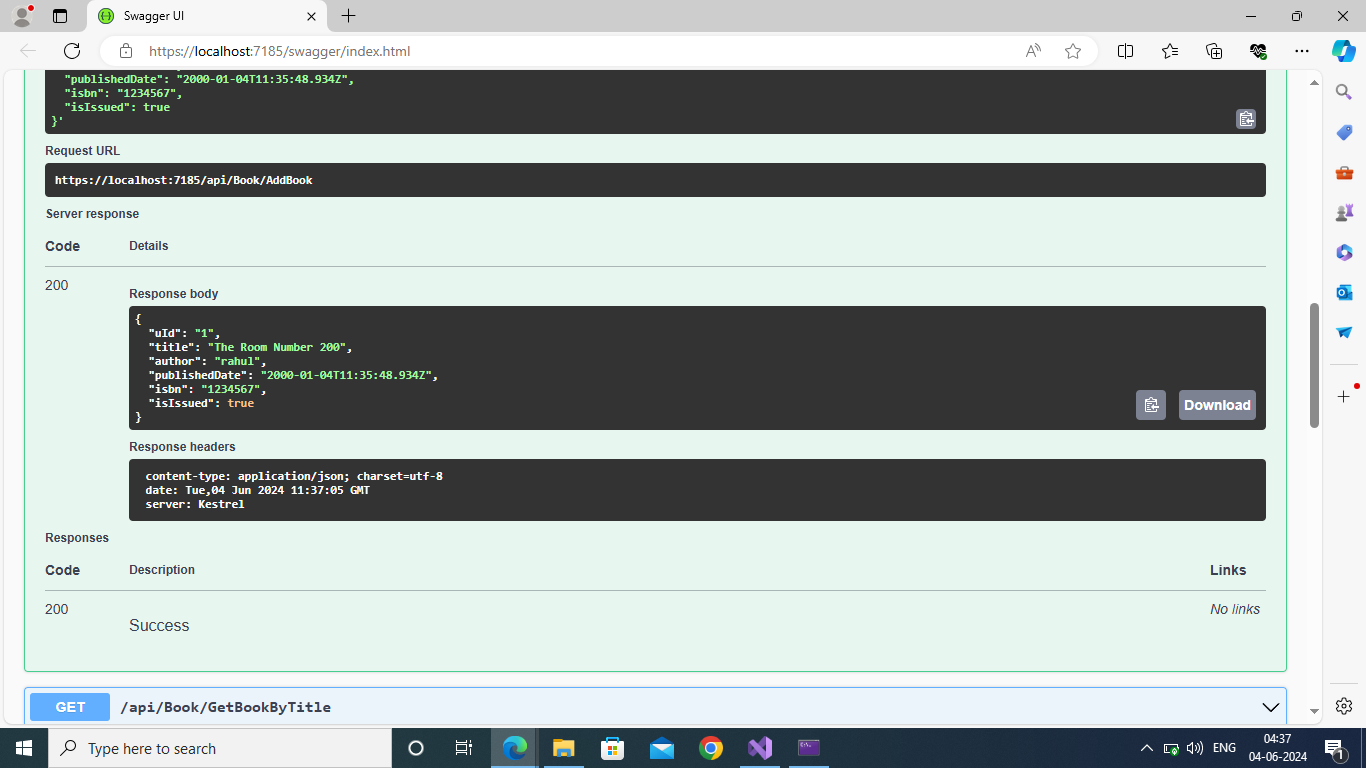 Swagger UI
https://localhost:7185/swagger/index.html
"publishedDate": "2000-01-04T11:35:48.934Z",
"isbn": "1234567",
"isIssued": true
}'
Request URL
https://localhost:7185/api/Book/AddBook
Server response
Code Details
200
Response body
{
"uId": "1",
"title": "The Room Number 200",
"author": "rahul",
"publishedDate": "2000-01-04T11:35:48.934Z",
"isbn": "1234567",
"isIssued": true
}
Download
Response headers
content-type: application/json; charset=utf-8
date: Tue,04 Jun 2024 11:37:05 GMT
server: Kestrel
Responses
Code Description Links
200 No links
Success
GET /api/Book/GetBookByTitle
Type here to search
ENG
04:37
04-06-2024
1